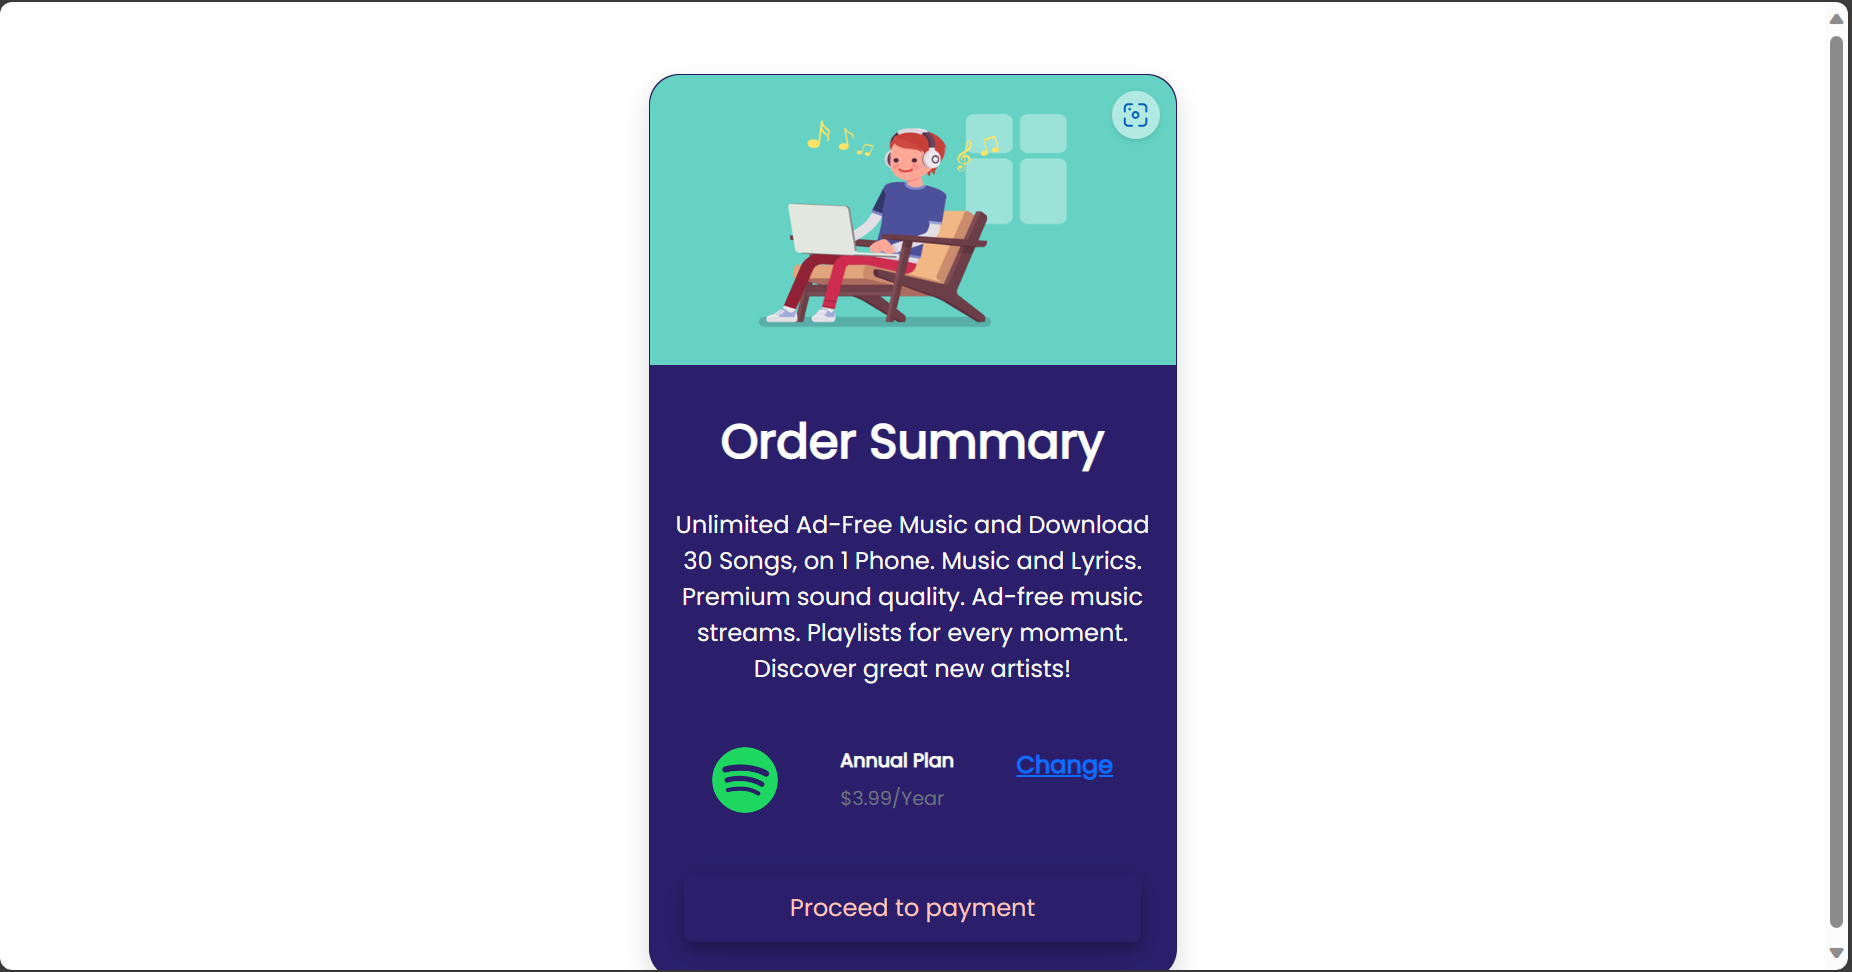 Order Summary
Unlimited Ad-Free Music and Download
30 Songs, on 1 Phone. Music and Lyrics.
Premium sound quality. Ad-free music
streams. Playlists for every moment.
Discover great new artists!
Annual Plan
Change
$3.99/Year
Proceed to payment